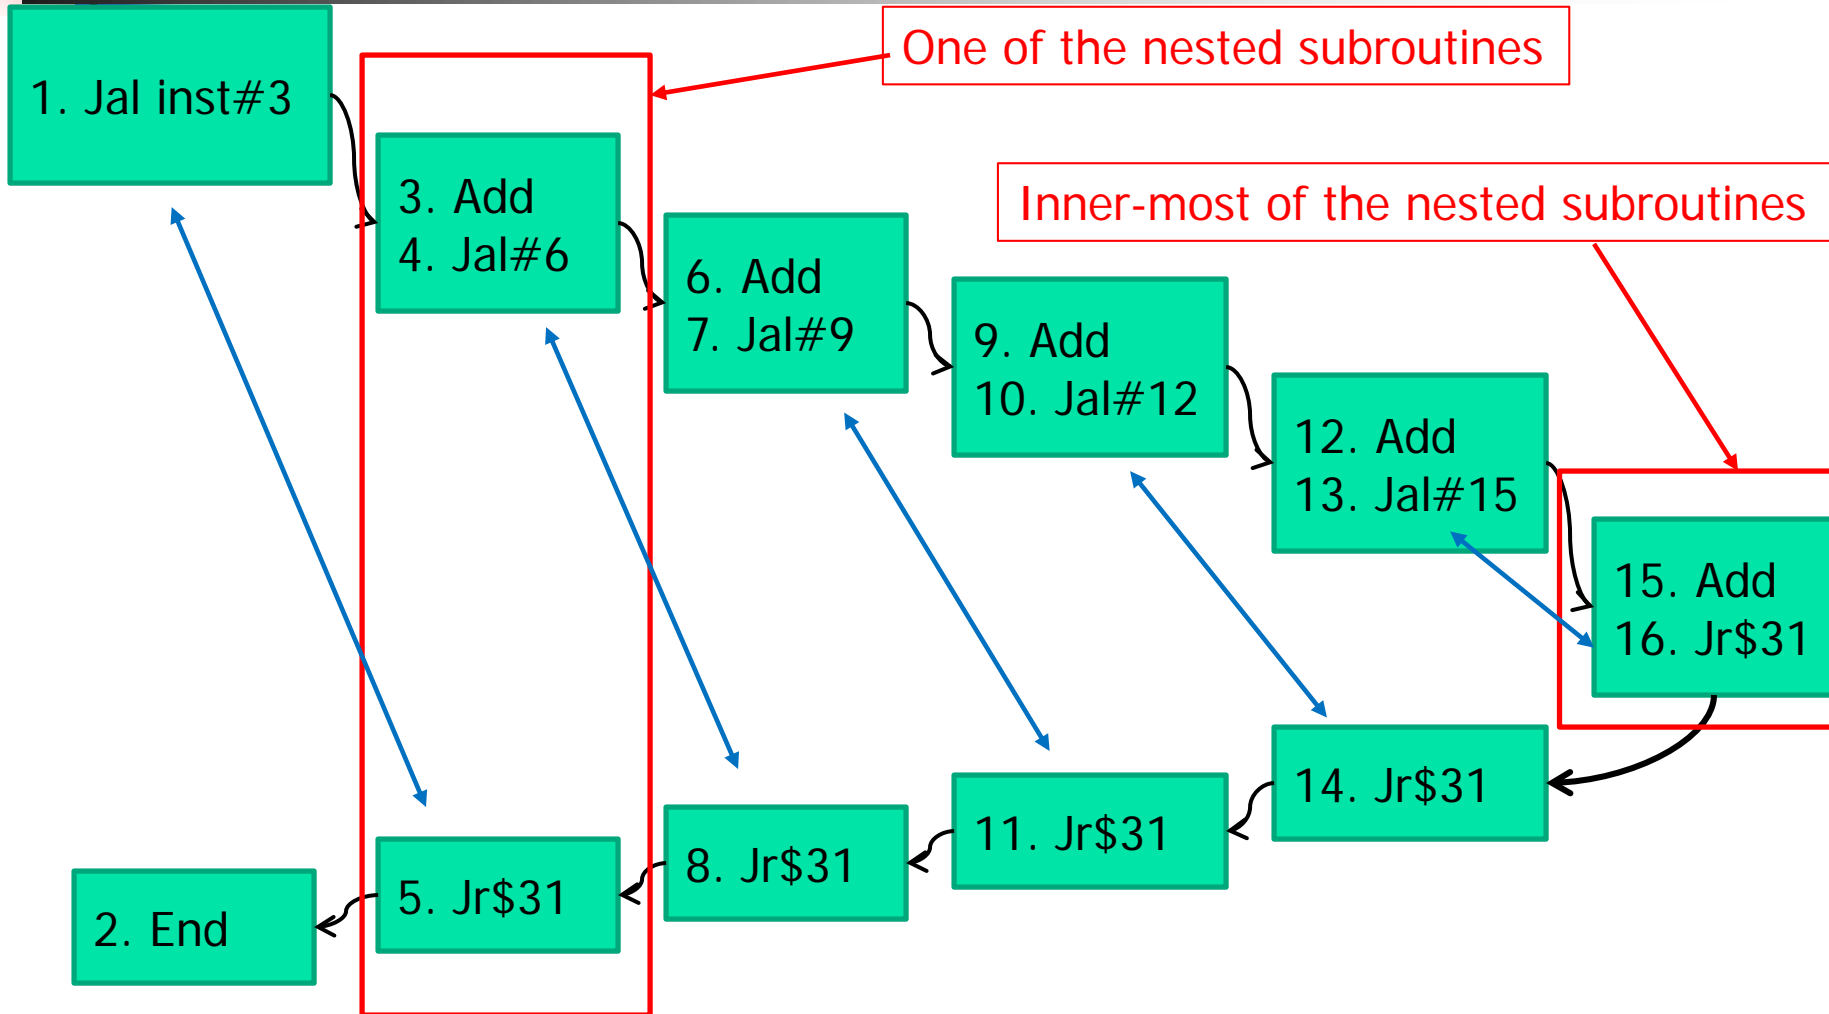 One of the nested subroutines
1. Jal inst#3
Inner-most of the nested subroutines
3. Add
4. Jal#6
6. Add
7. Jal#9
9. Add
10. Jal#12
12. Add
13. Jal#15
15. Add
16. Jr$31
14. Jr$31
11. Jr$31
8. Jr$31
5. Jr$31
2. End